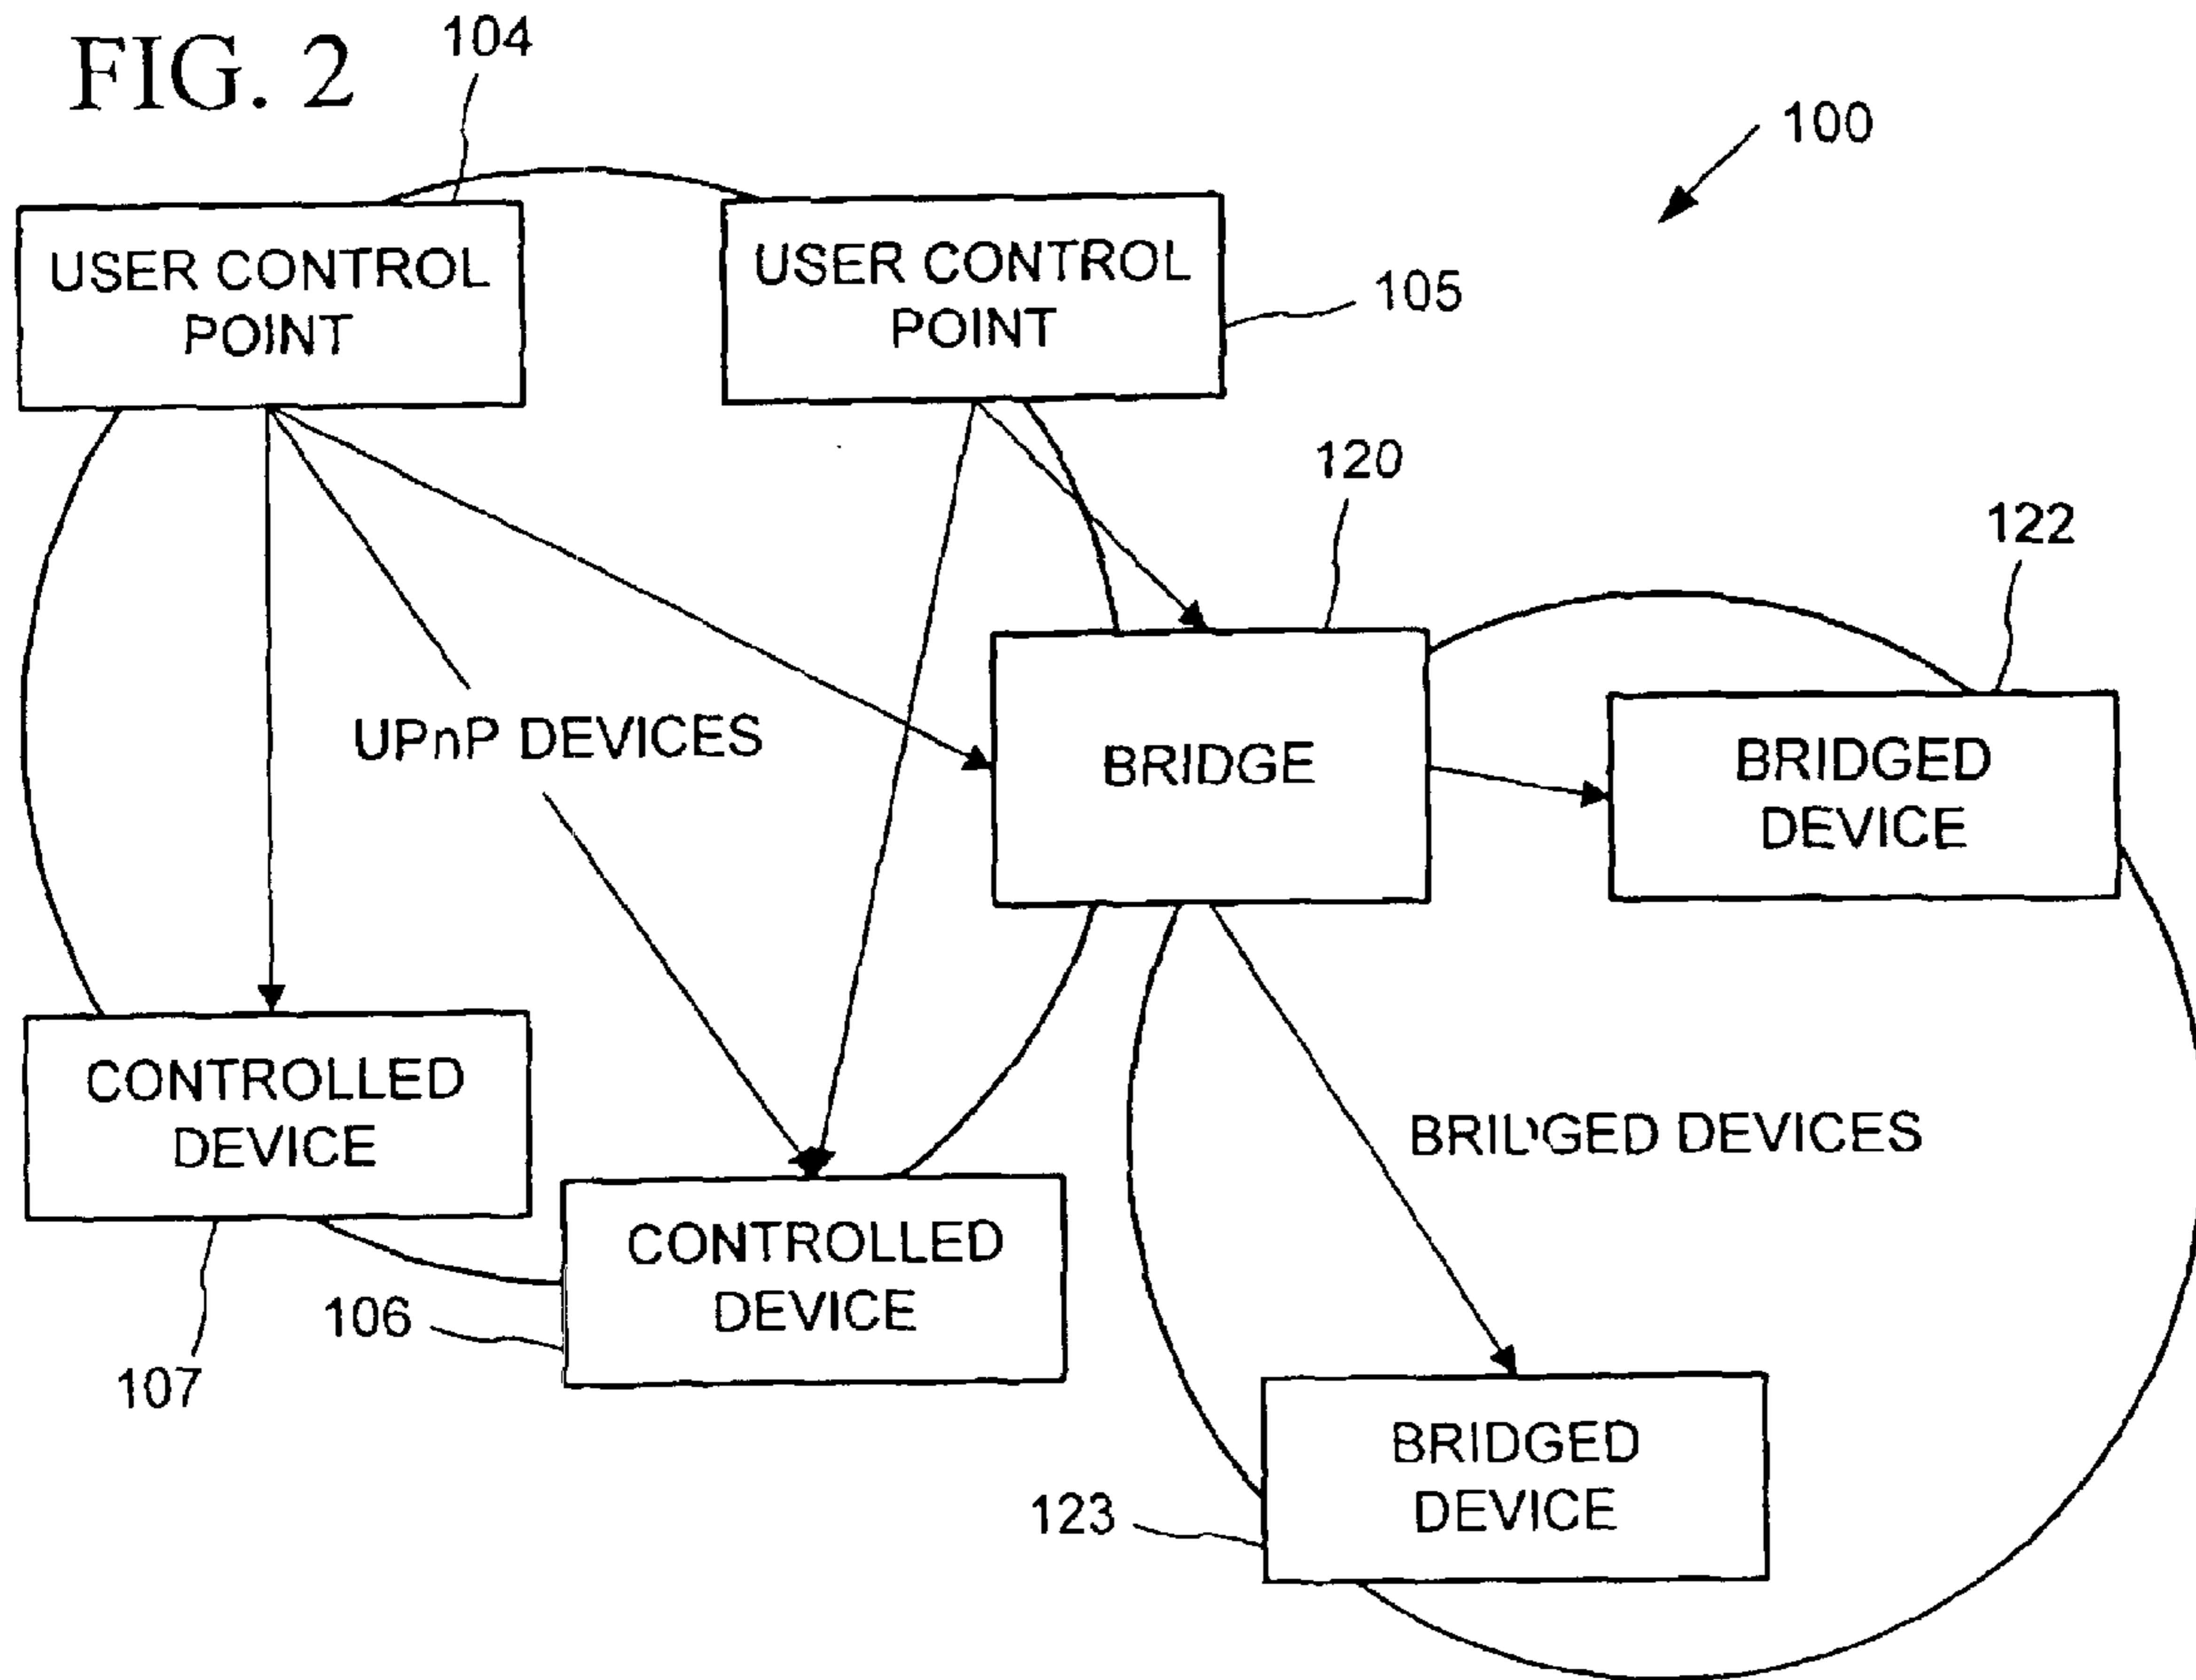 FIG. 2
104
100
USER CONTROL
POINT
USER CONTROL
POINT
105
120
122
UPnP DEVICES
BRIDGE
BRIDGED
DEVICE
CONTROLLED
DEVICE
BRIDGED DEVICES
CONTROLLED
DEVICE
106
107
BRIDGED
DEVICE
123